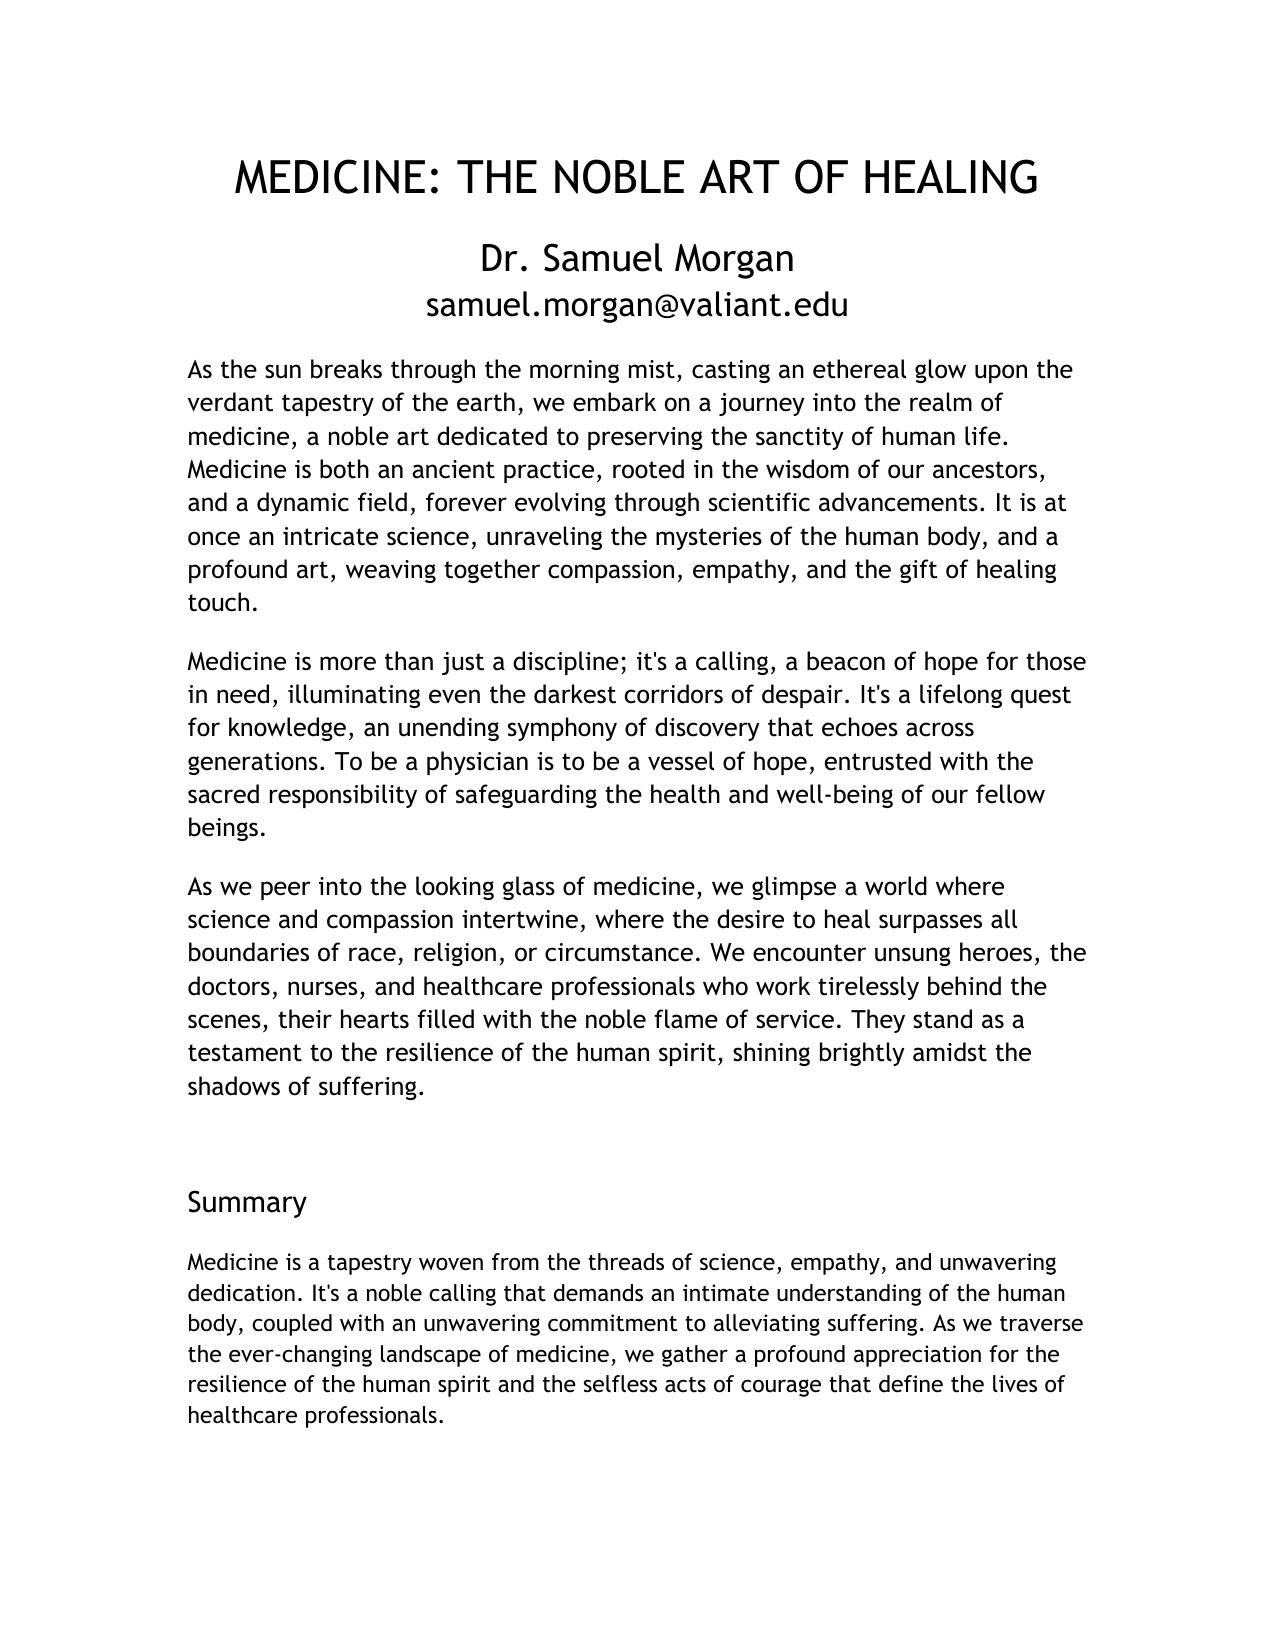 MEDICINE: THE NOBLE ART OF HEALING
Dr. Samuel Morgan
samuel.morgan@valiant.edu
As the sun breaks through the morning mist, casting an ethereal glow upon the
verdant tapestry of the earth, we embark on a journey into the realm of
medicine, a noble art dedicated to preserving the sanctity of human life.
Medicine is both an ancient practice, rooted in the wisdom of our ancestors,
and a dynamic field, forever evolving through scientific advancements. It is at
once an intricate science, unraveling the mysteries of the human body, and a
profound art, weaving together compassion, empathy, and the gift of healing
touch.
Medicine is more than just a discipline; it's a calling, a beacon of hope for those
in need, illuminating even the darkest corridors of despair. It's a lifelong quest
for knowledge, an unending symphony of discovery that echoes across
generations. To be a physician is to be a vessel of hope, entrusted with the
sacred responsibility of safeguarding the health and well-being of our fellow
beings.
As we peer into the looking glass of medicine, we glimpse a world where
science and compassion intertwine, where the desire to heal surpasses all
boundaries of race, religion, or circumstance. We encounter unsung heroes, the
doctors, nurses, and healthcare professionals who work tirelessly behind the
scenes, their hearts filled with the noble flame of service. They stand as a
testament to the resilience of the human spirit, shining brightly amidst the
shadows of suffering.
Summary
Medicine is a tapestry woven from the threads of science, empathy, and unwavering
dedication. It's a noble calling that demands an intimate understanding of the human
body, coupled with an unwavering commitment to alleviating suffering. As we traverse
the ever-changing landscape of medicine, we gather a profound appreciation for the
resilience of the human spirit and the selfless acts of courage that define the lives of
healthcare professionals.